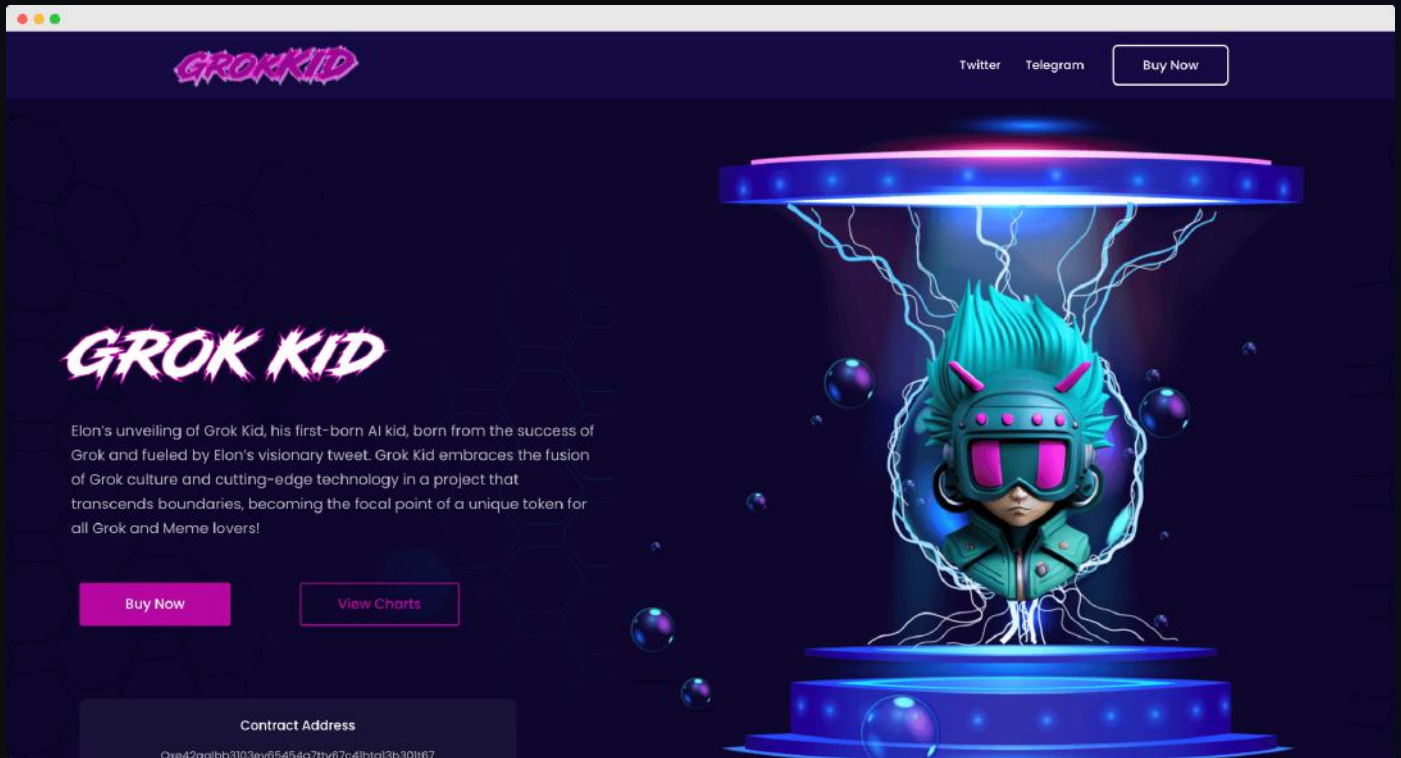 GROKKID
Twitter
Telegram
Buy Now
GROK KID
Elon's unveiling of Grok Kid, his first-born AI kid, born from the success of
Grok and fueled by Elon's visionary tweet. Grok Kid embraces the fusion
of Grok culture and cutting-edge technology in a project that
transcends boundaries, becoming the focal point of a unique token for
all Grok and Meme lovers!
Buy Now
View Charts
Contract Address